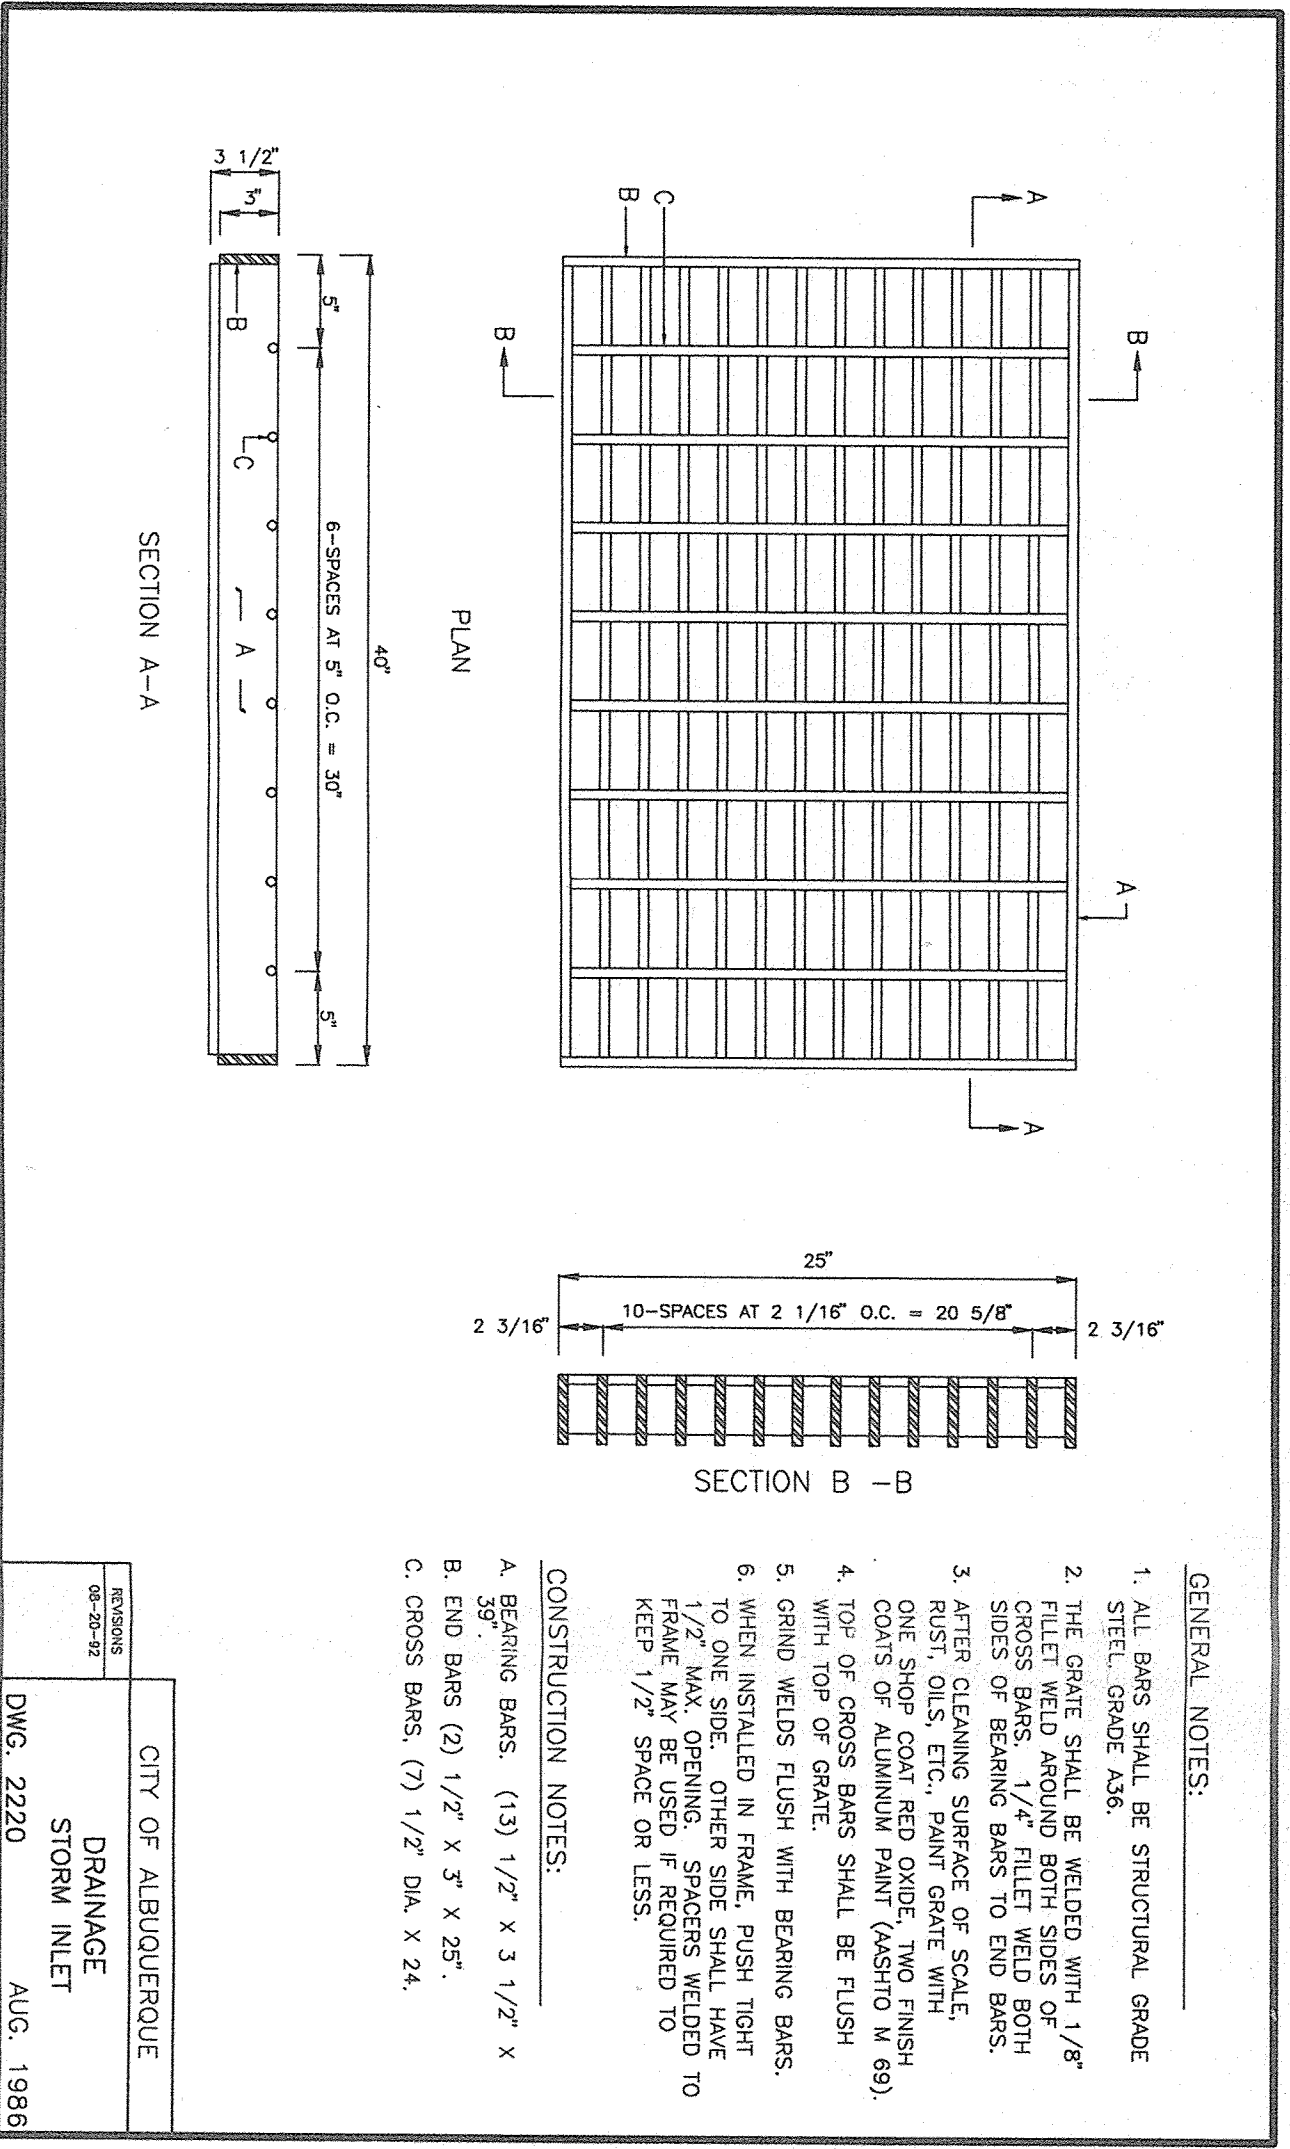 A
A
B
B
C
B
A
A
PLAN
40"
5"
6-SPACES AT 5" O.C. = 30"
5"
3 1/2"
3"
B
C
A
SECTION A-A
25"
10-SPACES AT 2 1/16" O.C. = 20 5/8"
2 3/16"
2 3/16"
SECTION B -B
GENERAL NOTES:
1. ALL BARS SHALL BE STRUCTURAL GRADE
STEEL, GRADE A36.
2. THE GRATE SHALL BE WELDED WITH 1/8"
FILLET WELD AROUND BOTH SIDES OF
CROSS BARS. 1/4" FILLET WELD BOTH
SIDES OF BEARING BARS TO END BARS.
3. AFTER CLEANING SURFACE OF SCALE,
RUST, OILS, ETC., PAINT GRATE WITH
ONE SHOP COAT RED OXIDE, TWO FINISH
COATS OF ALUMINUM PAINT (AASHTO M 69).
4. TOP OF CROSS BARS SHALL BE FLUSH
WITH TOP OF GRATE.
5. GRIND WELDS FLUSH WITH BEARING BARS.
6. WHEN INSTALLED IN FRAME, PUSH TIGHT
TO ONE SIDE. OTHER SIDE SHALL HAVE
1/2" MAX. OPENING. SPACERS WELDED TO
FRAME MAY BE USED IF REQUIRED TO
KEEP 1/2" SPACE OR LESS.
CONSTRUCTION NOTES:
A. BEARING BARS. (13) 1/2" X 3 1/2" X
39".
B. END BARS (2) 1/2" X 3" X 25".
C. CROSS BARS, (7) 1/2" DIA. X 24.
REVISIONS
08-20-92
CITY OF ALBUQUERQUE
DRAINAGE
STORM INLET
DWG. 2220 AUG. 1986